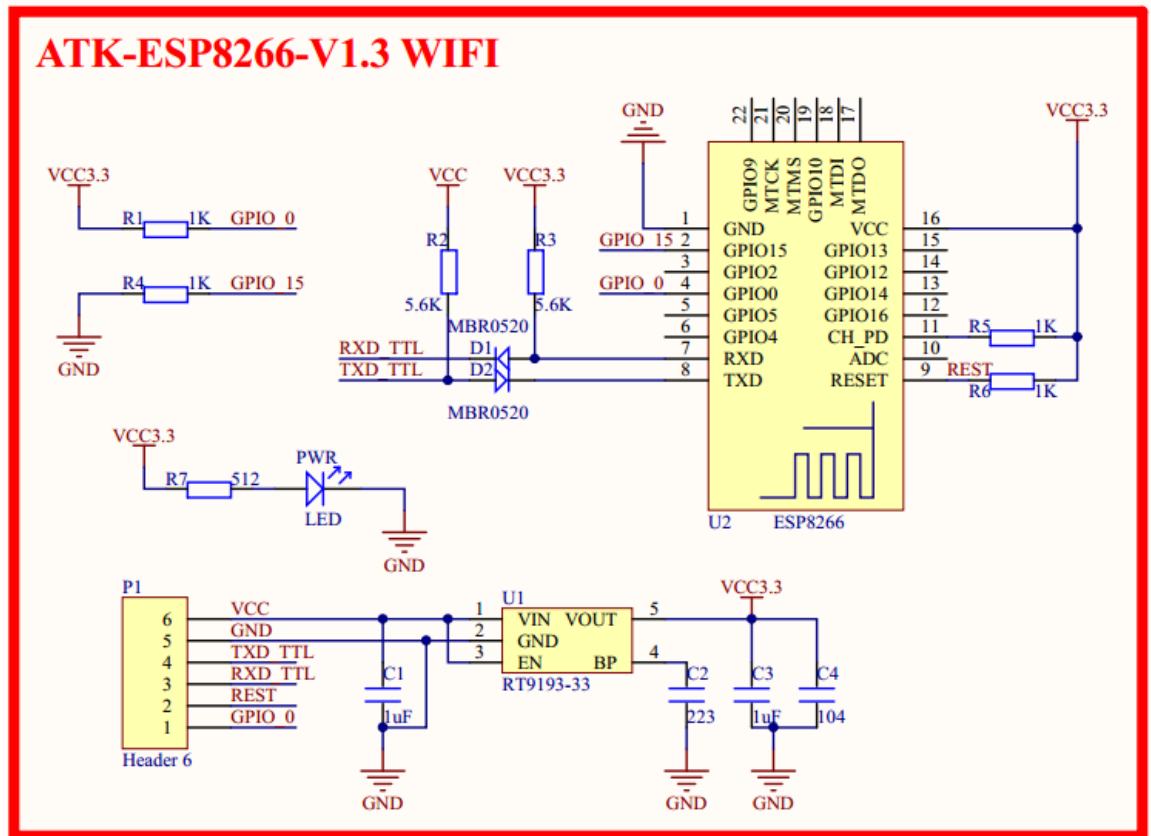 ATK-ESP8266-V1.3 WIFI
VCC3.3
R1 1K GPIO_0
R4 1K GPIO_15
GND
VCC VCC3.3
R2 R3
5.6K 5.6K
MBR0520
RXD_TTL D1
TXD_TTL D2
MBR0520
GND
VCC3.3
22 21 20 19 18 17
GPIO9 MTCK MTMS GPIO10 MTDI MTDO
1 GND VCC 16
GPIO_15 2 GPIO15 GPIO13 15
3 GPIO2 GPIO12 14
GPIO_0 4 GPIO0 GPIO14 13
5 GPIO5 GPIO16 12
6 GPIO4 CH_PD 11 R5 1K
7 RXD ADC 10
8 TXD RESET 9 REST
R6 1K
U2 ESP8266
VCC3.3
PWR
R7 512
LED
GND
P1
6 VCC
5 GND
4 TXD_TTL
3 RXD_TTL
2 REST
1 GPIO_0
Header 6
U1
1 VIN VOUT 5
2 GND
3 EN BP 4
RT9193-33
VCC3.3
C1 C2 C3 C4
1uF 223 1uF 104
GND GND GND